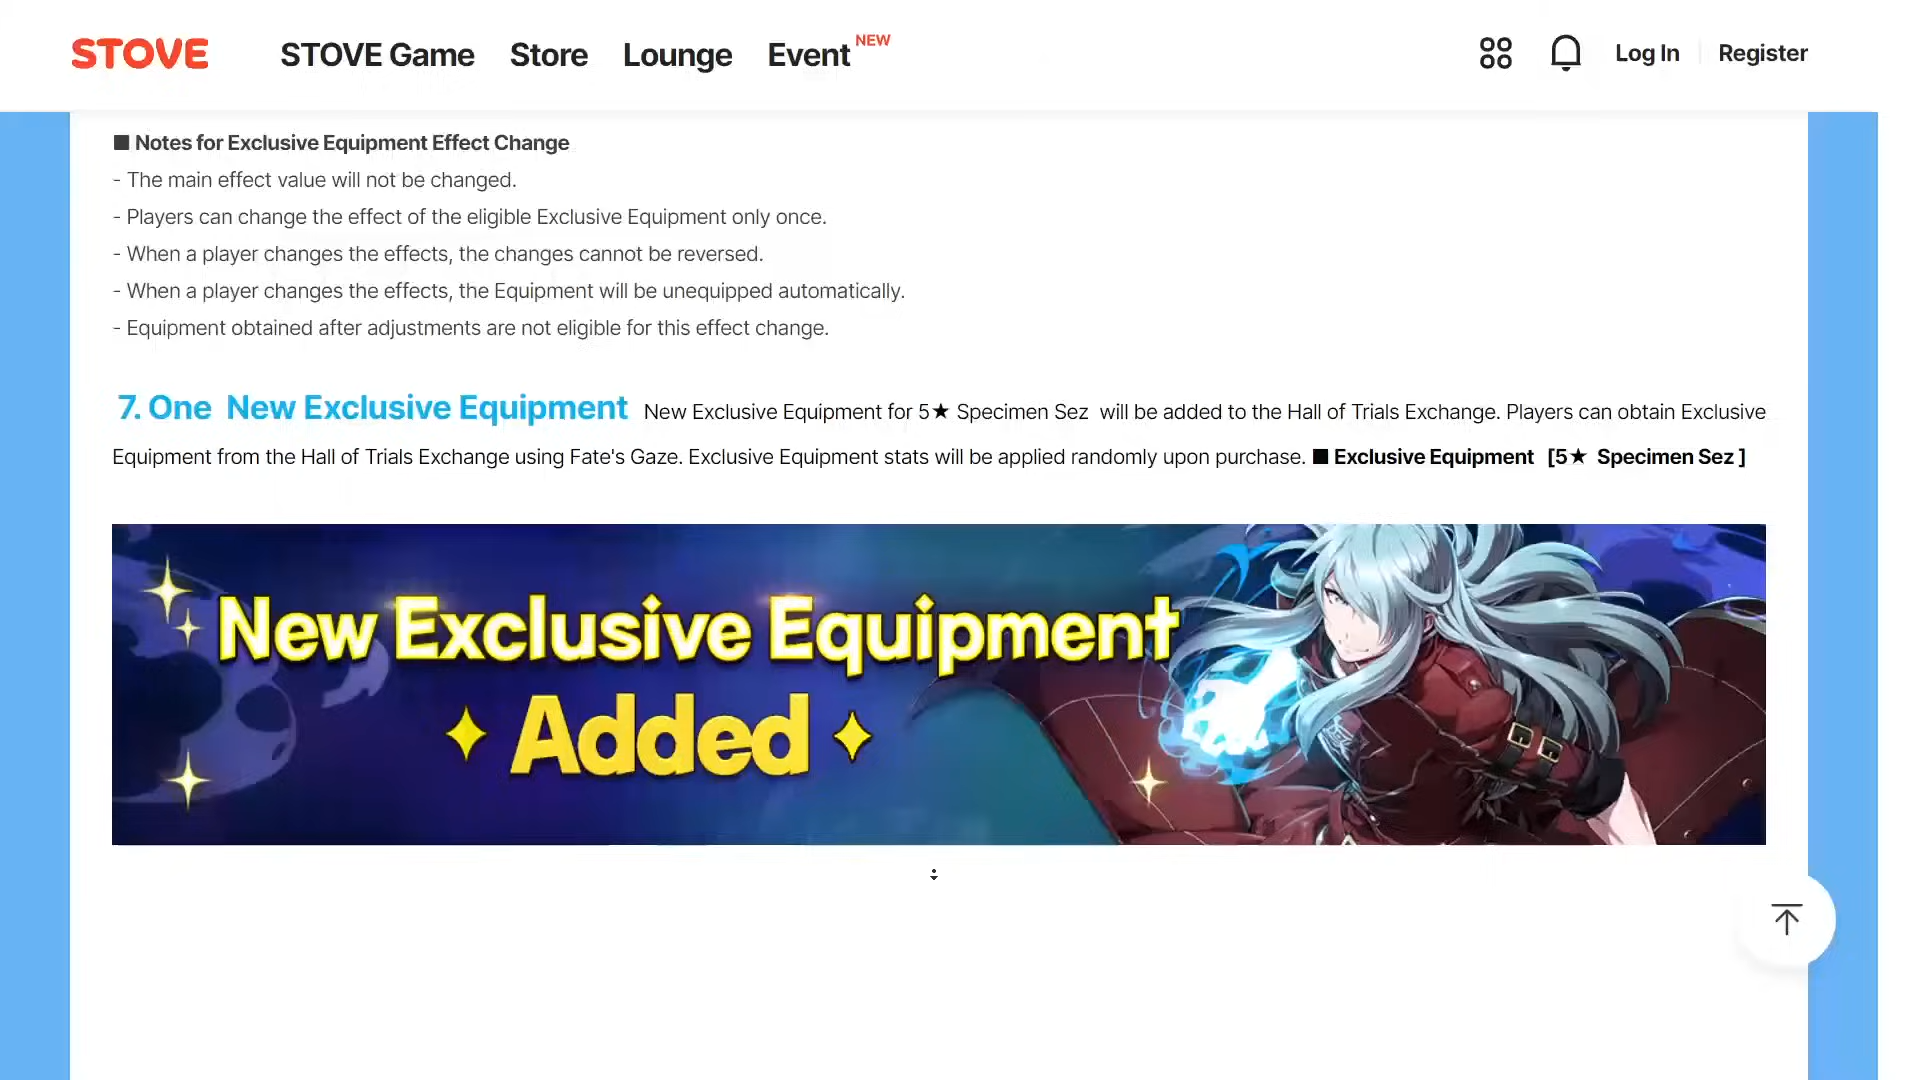 STOVE
STOVE Game Store Lounge Event NEW
Log In Register
■ Notes for Exclusive Equipment Effect Change
- The main effect value will not be changed.
- Players can change the effect of the eligible Exclusive Equipment only once.
- When a player changes the effects, the changes cannot be reversed.
- When a player changes the effects, the Equipment will be unequipped automatically.
- Equipment obtained after adjustments are not eligible for this effect change.
7. One New Exclusive Equipment New Exclusive Equipment for 5★ Specimen Sez will be added to the Hall of Trials Exchange. Players can obtain Exclusive
Equipment from the Hall of Trials Exchange using Fate's Gaze. Exclusive Equipment stats will be applied randomly upon purchase. ■ Exclusive Equipment [5★ Specimen Sez ]
New Exclusive Equipment
Added